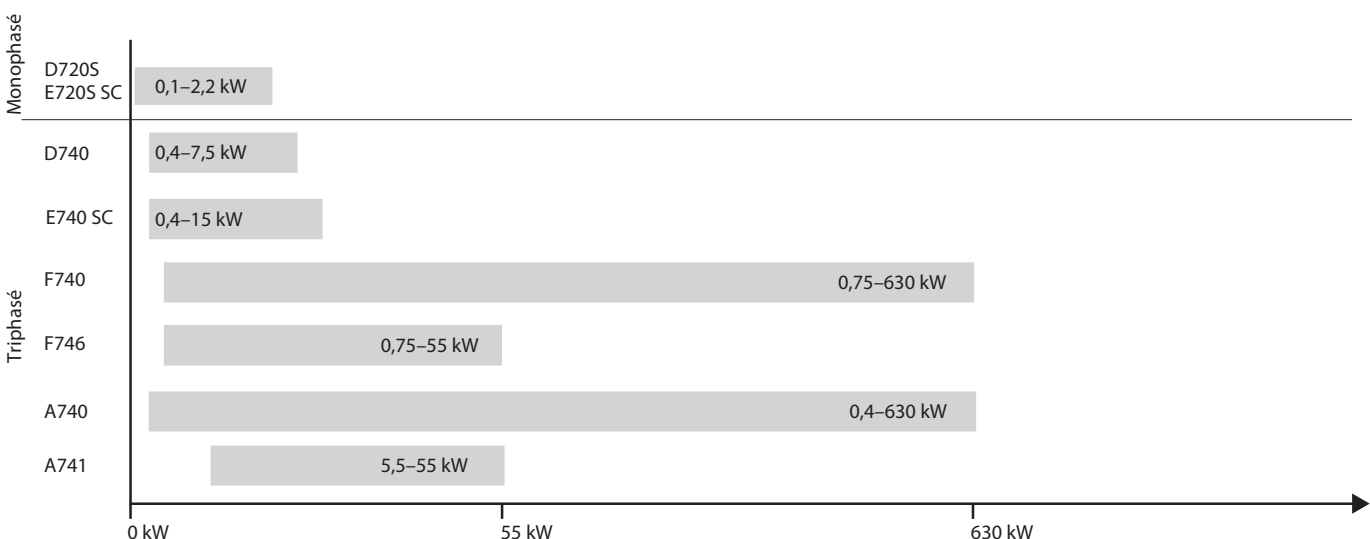 Monophasé
D720S
E720S SC
0,1–2,2 kW
Triphasé
D740
0,4–7,5 kW
E740 SC
0,4–15 kW
F740
0,75–630 kW
F746
0,75–55 kW
A740
0,4–630 kW
A741
5,5–55 kW
0 kW
55 kW
630 kW